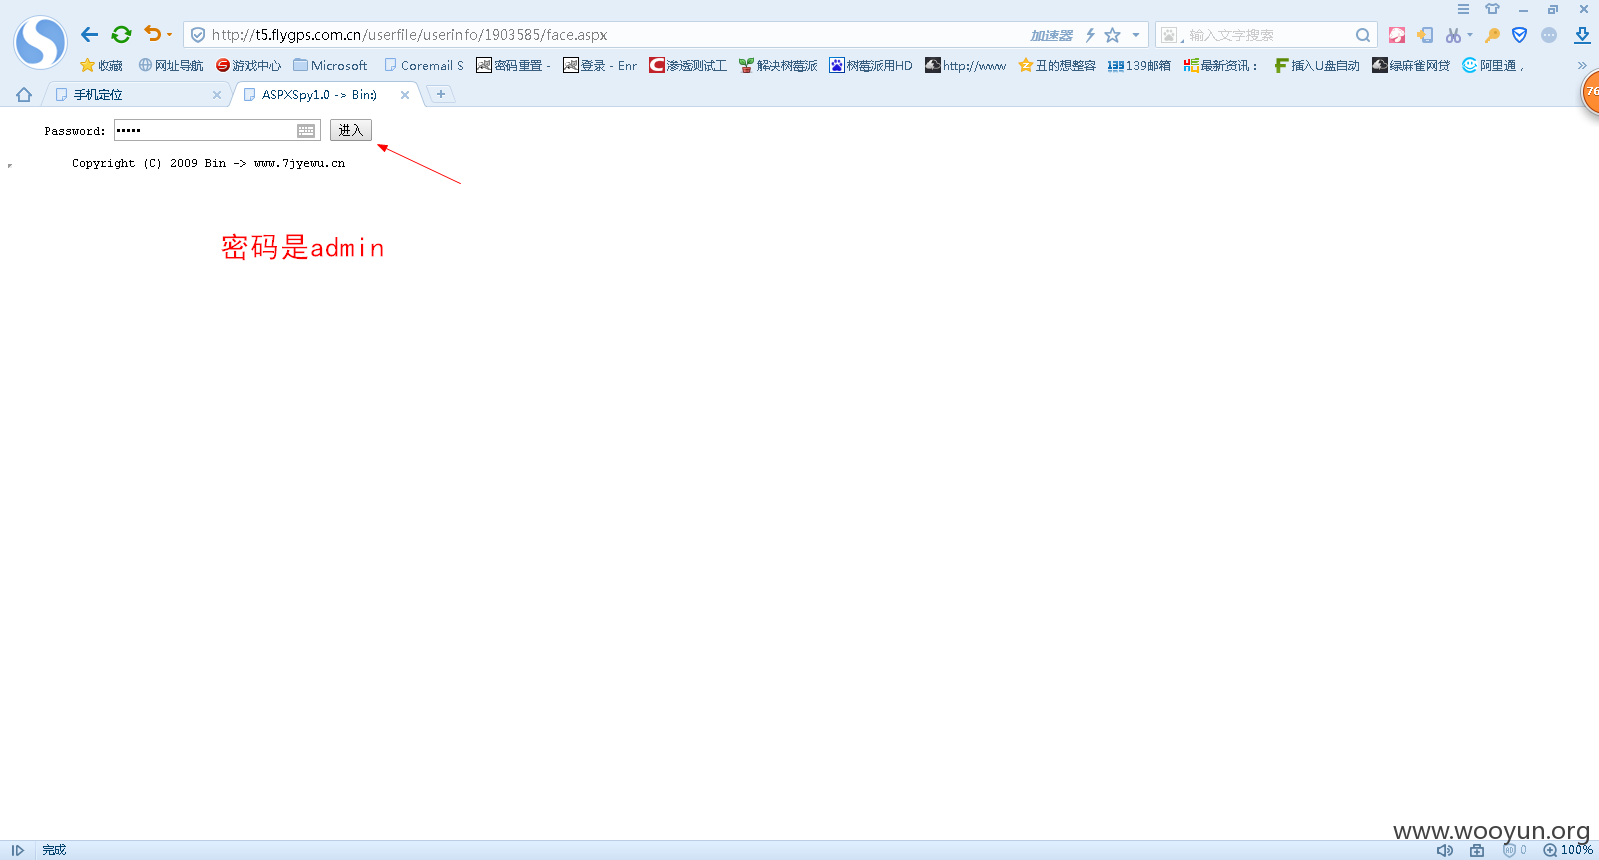 http://t5.flygps.com.cn/userfile/userinfo/1903585/face.aspx
加速器
输入文字搜索
收藏 网址导航 游戏中心 Microsoft Coremail S 密码重置 - 登录 - Enr 渗透测试工 解决树莓派 树莓派用HD http://www 丑的想整容 139邮箱 最新资讯： 插入U盘自动 绿麻雀网贷 阿里通，
76
手机定位 ASPXSpy1.0 -> Bin:)
Password: ••••• 进入
Copyright (C) 2009 Bin -> www.7jyewu.cn
密码是admin
www.wooyun.org
完成 0 100%